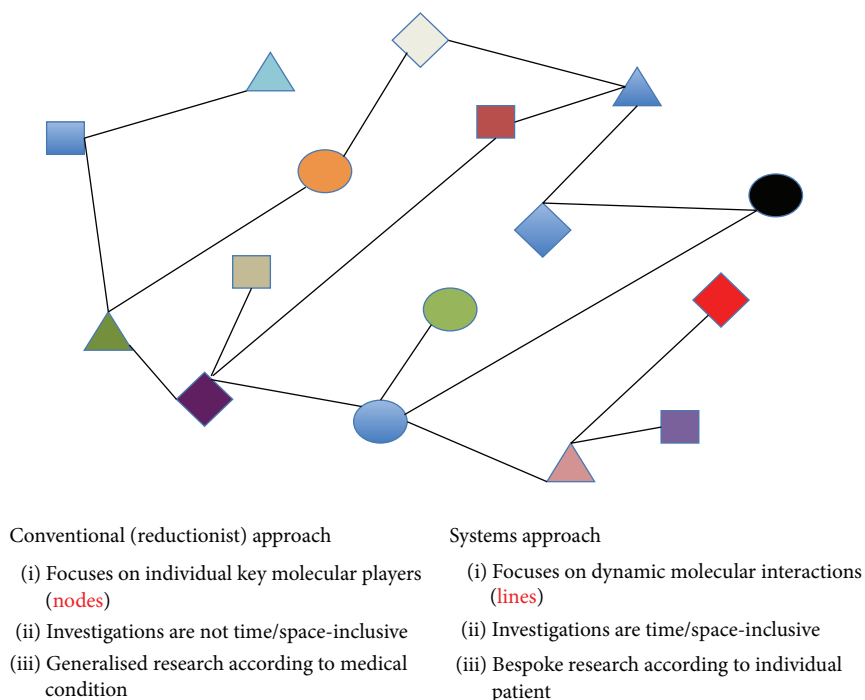 Conventional (reductionist) approach
(i) Focuses on individual key molecular players
(nodes)
(ii) Investigations are not time/space-inclusive
(iii) Generalised research according to medical
condition
Systems approach
(i) Focuses on dynamic molecular interactions
(lines)
(ii) Investigations are time/space-inclusive
(iii) Bespoke research according to individual
patient